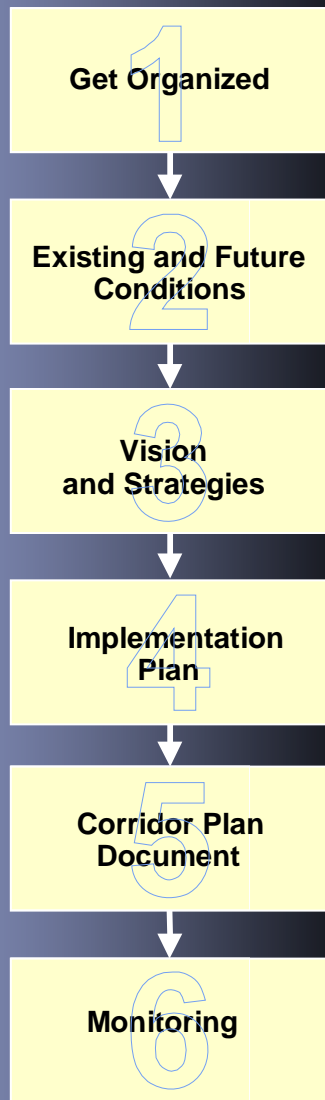 1
Get Organized
2
Existing and Future
Conditions
3
Vision
and Strategies
4
Implementation
Plan
5
Corridor Plan
Document
6
Monitoring